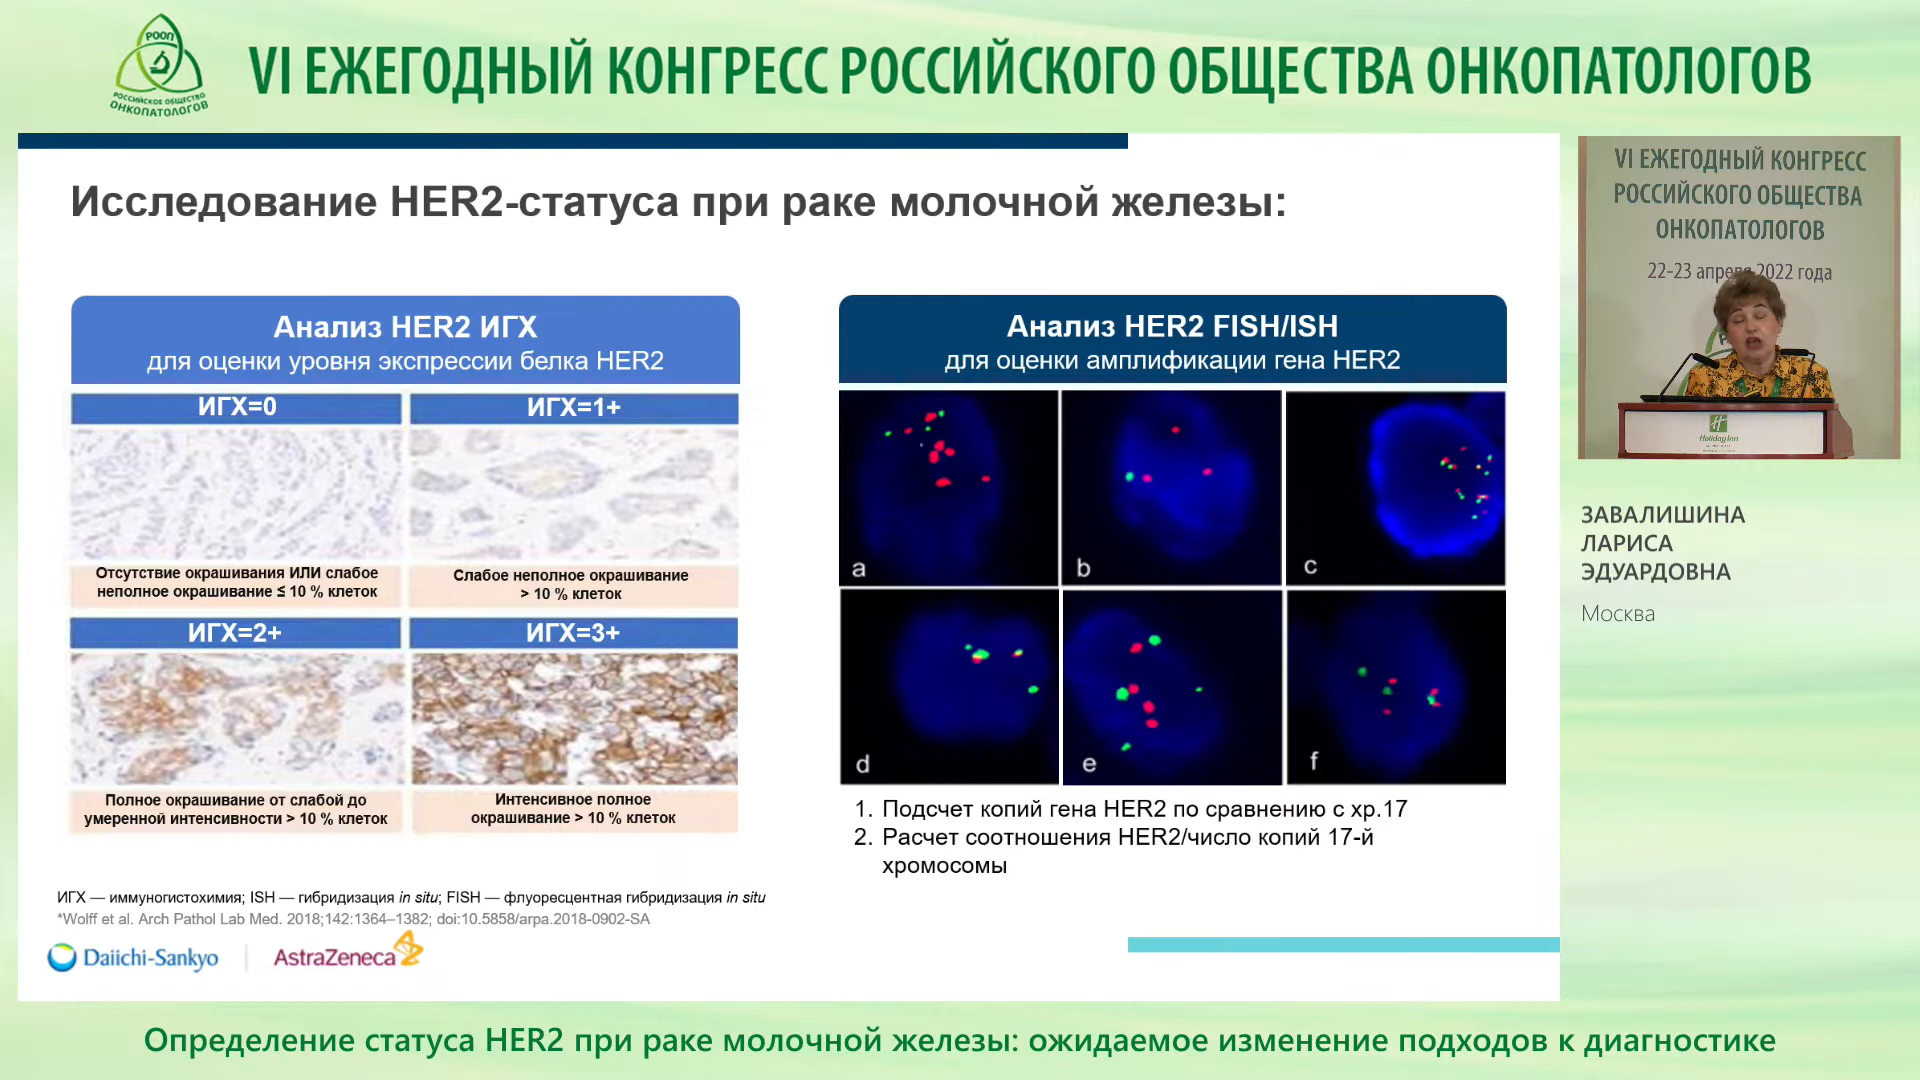 РООП
РОССИЙСКОЕ ОБЩЕСТВО
ОНКОПАТОЛОГОВ
VI ЕЖЕГОДНЫЙ КОНГРЕСС РОССИЙСКОГО ОБЩЕСТВА ОНКОПАТОЛОГОВ
Исследование HER2-статуса при раке молочной железы:
Анализ HER2 ИГХ
для оценки уровня экспрессии белка HER2
ИГХ=0
ИГХ=1+
Отсутствие окрашивания ИЛИ слабое
неполное окрашивание ≤ 10 % клеток
Слабое неполное окрашивание
> 10 % клеток
ИГХ=2+
ИГХ=3+
Полное окрашивание от слабой до
умеренной интенсивности > 10 % клеток
Интенсивное полное
окрашивание > 10 % клеток
Анализ HER2 FISH/ISH
для оценки амплификации гена HER2
a
b
c
d
e
f
1. Подсчет копий гена HER2 по сравнению с хр.17
2. Расчет соотношения HER2/число копий 17-й
хромосомы
ИГХ — иммуногистохимия; ISH — гибридизация in situ; FISH — флуоресцентная гибридизация in situ
*Wolff et al. Arch Pathol Lab Med. 2018;142:1364–1382; doi:10.5858/arpa.2018-0902-SA
Daiichi-Sankyo
AstraZeneca
VI ЕЖЕГОДНЫЙ КОНГРЕСС
РОССИЙСКОГО ОБЩЕСТВА
ОНКОПАТОЛОГОВ
22-23 апреля 2022 года
Holiday Inn
ЗАВАЛИШИНА
ЛАРИСА
ЭДУАРДОВНА
Москва
Определение статуса HER2 при раке молочной железы: ожидаемое изменение подходов к диагностике